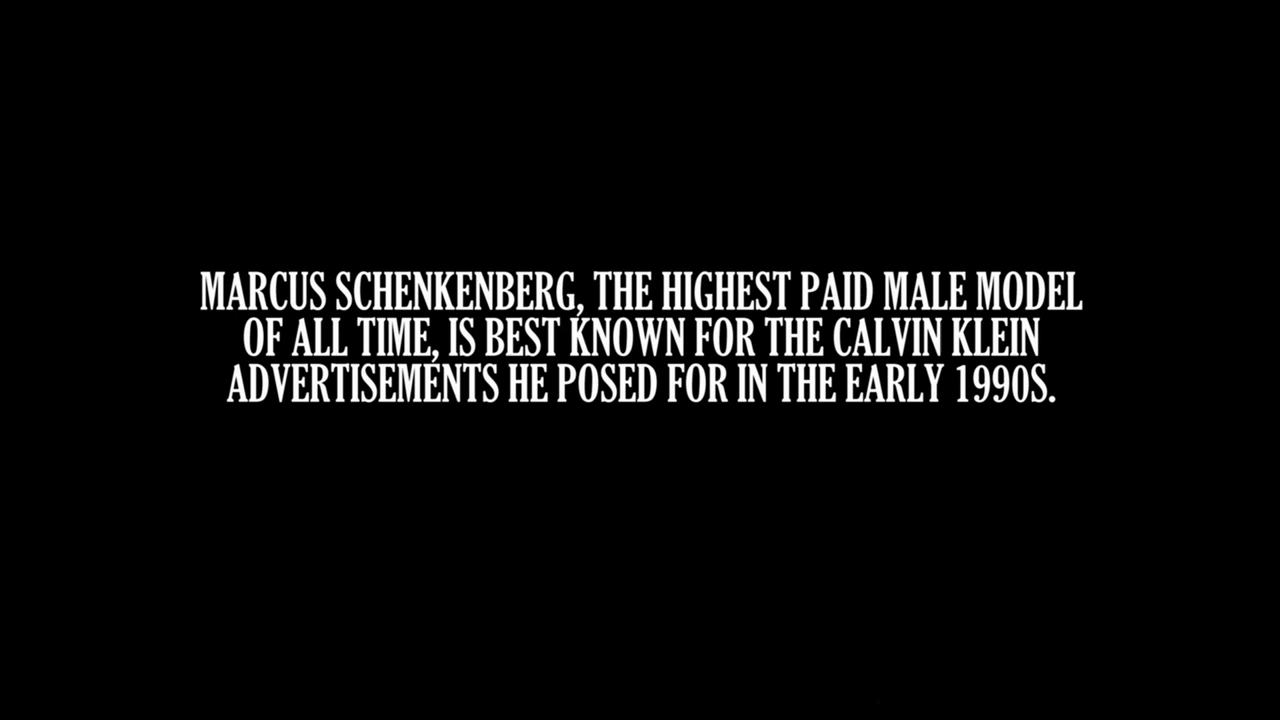 MARCUS SCHENKENBERG, THE HIGHEST PAID MALE MODEL
OF ALL TIME, IS BEST KNOWN FOR THE CALVIN KLEIN
ADVERTISEMENTS HE POSED FOR IN THE EARLY 1990S.